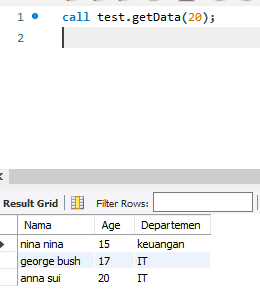 1 call test.getData(20);
2
Result Grid Filter Rows:
Nama Age Departemen
nina nina 15 keuangan
george bush 17 IT
anna sui 20 IT